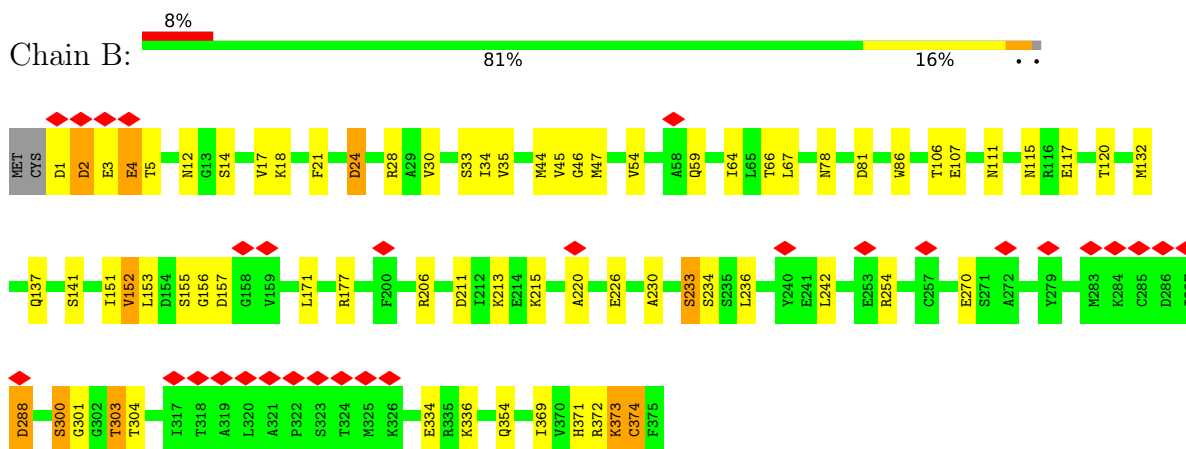 8%
Chain B:
81% 16% • •
MET CYS D1 D2 E3 E4 T5 N12 G13 S14 V17 K18 F21 D24 R28 A29 V30 S33 I34 V35 M44 V45 G46 M47 V54 A58 Q59 I64 L65 T66 L67 N78 D81 W86 T106 E107 N111 N115 R116 E117 T120 M132
Q137 S141 I151 V152 L153 D154 S155 G156 D157 G158 V159 L171 R177 F200 R206 D211 I212 K213 E214 K215 A220 E226 A230 S233 S234 S235 L236 Y240 E241 L242 E253 R254 C257 E270 S271 A272 Y279 M283 K284 C285 D286
D288 S300 G301 G302 T303 T304 I317 T318 A319 L320 A321 P322 S323 T324 M325 K326 E334 R335 K336 Q354 I369 V370 H371 R372 K373 C374 F375